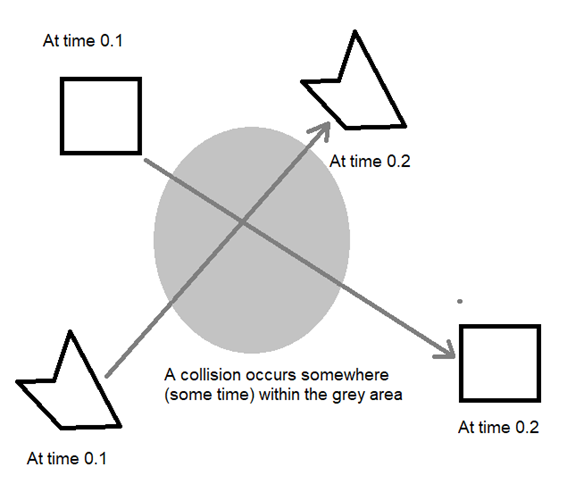 At time 0.1
At time 0.2
A collision occurs somewhere
(some time) within the grey area
At time 0.2
At time 0.1